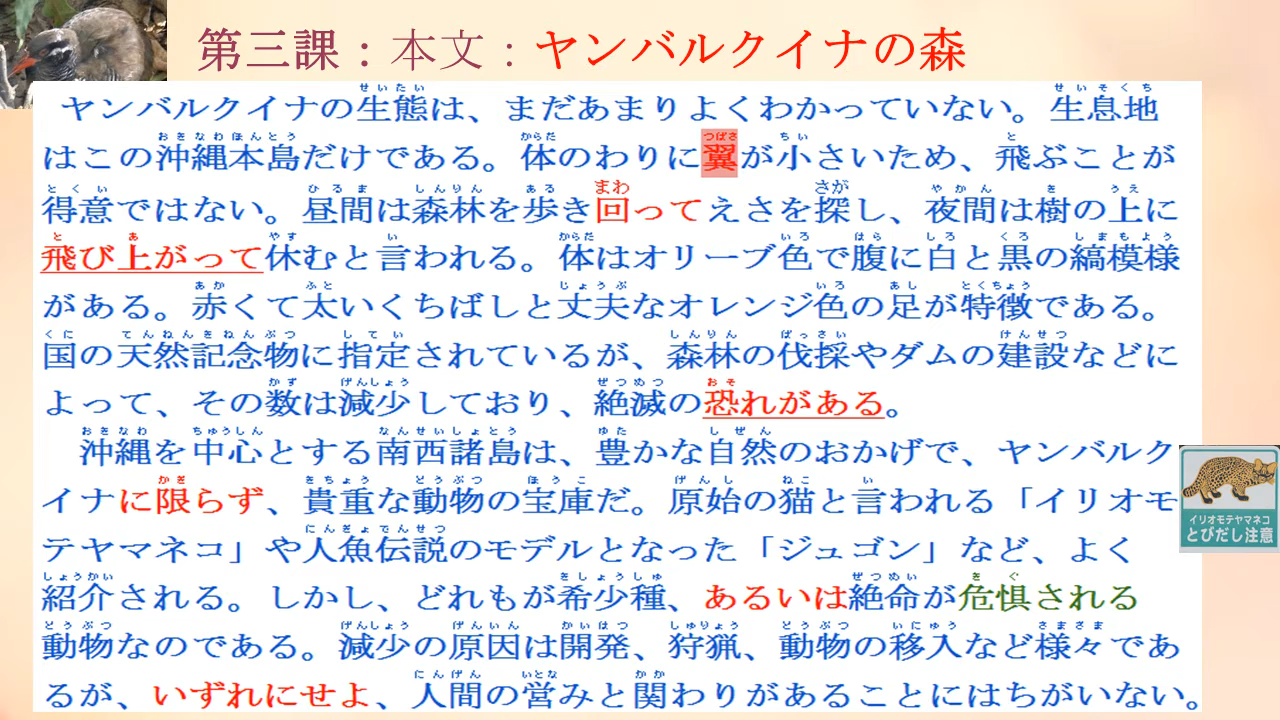 第三課：本文：ヤンバルクイナの森
ヤンバルクイナの生態は、まだあまりよくわかっていない。生息地
はこの沖縄本島だけである。体のわりに翼が小さいため、飛ぶことが
得意ではない。昼間は森林を歩き回ってえさを探し、夜間は樹の上に
飛び上がって休むと言われる。体はオリーブ色で腹に白と黒の縞模様
がある。赤くて太いくちばしと丈夫なオレンジ色の足が特徴である。
国の天然記念物に指定されているが、森林の伐採やダムの建設などに
よって、その数は減少しており、絶滅の恐れがある。
沖縄を中心とする南西諸島は、豊かな自然のおかげで、ヤンバルク
イナに限らず、貴重な動物の宝庫だ。原始の猫と言われる「イリオモ
テヤマネコ」や人魚伝説のモデルとなった「ジュゴン」など、よく
紹介される。しかし、どれもが希少種、あるいは絶命が危惧される
動物なのである。減少の原因は開発、狩猟、動物の移入など様々であ
るが、いずれにせよ、人間の営みと関わりがあることにはちがいない。
イリオモテヤマネコ
とびだし注意